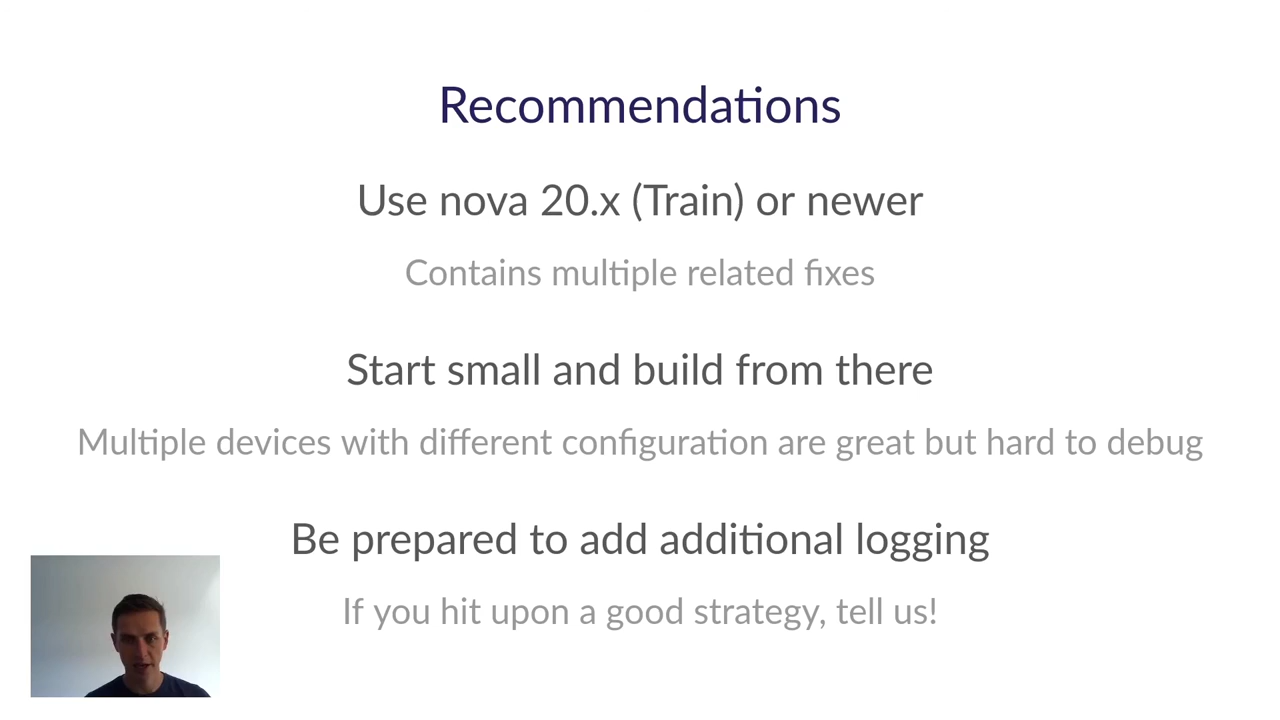 Recommendations
Use nova 20.x (Train) or newer
Contains multiple related fixes
Start small and build from there
Multiple devices with different configuration are great but hard to debug
Be prepared to add additional logging
If you hit upon a good strategy, tell us!